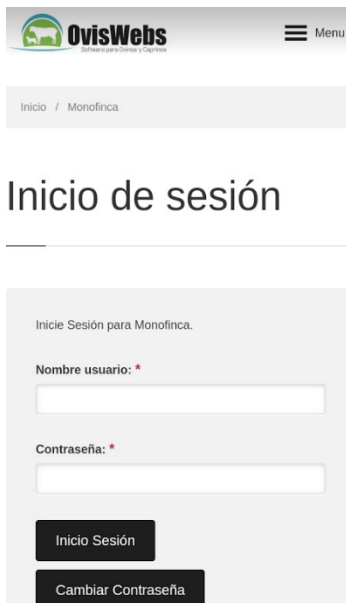 OvisWebs
Software para Ovinos y Caprinos
Menu
Inicio / Monofinca
Inicio de sesión
Inicie Sesión para Monofinca.
Nombre usuario: *
Contraseña: *
Inicio Sesión
Cambiar Contraseña